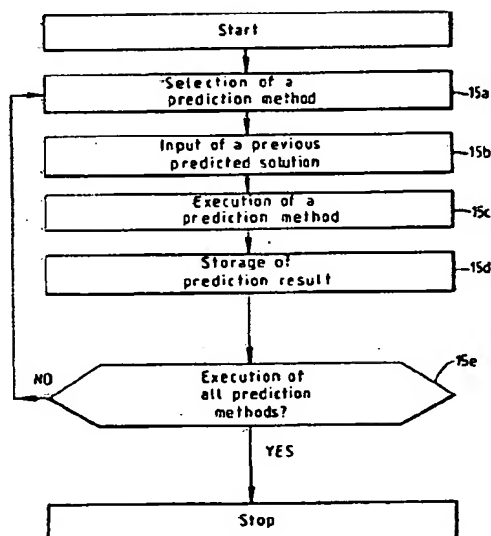 Start
Selection of a
prediction method
15a
Input of a previous
predicted solution
15b
Execution of a
prediction method
15c
Storage of
prediction result
15d
Execution of
all prediction
methods?
15e
NO
YES
Stop